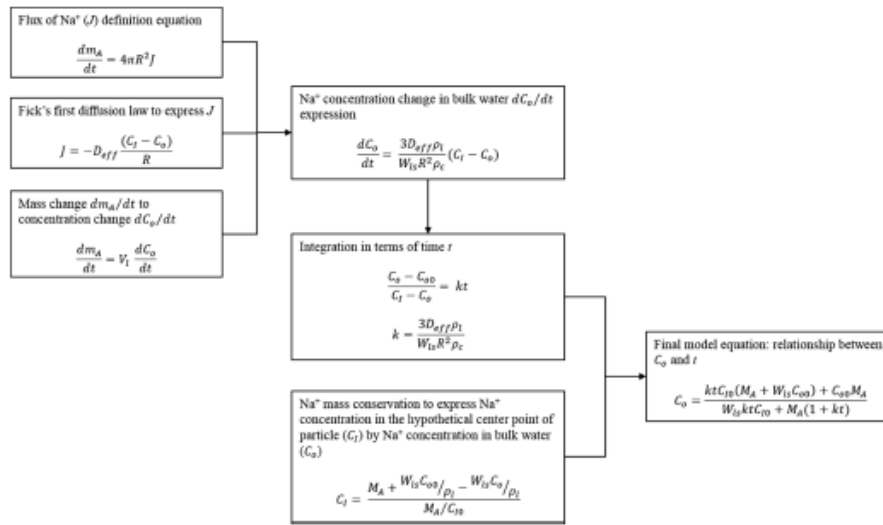 Flux of Na⁺ (J) definition equation
dm_A/dt = 4πR²J
Fick's first diffusion law to express J
J = −D_eff (C_I − C_o)/R
Mass change dm_A/dt to
concentration change dC_o/dt
dm_A/dt = V_l dC_o/dt
Na⁺ concentration change in bulk water dC_o/dt
expression
dC_o/dt = 3D_eff ρ_l / W_ls R² ρ_c (C_I − C_o)
Integration in terms of time t
C_o − C_o0 / C_I − C_o = kt
k = 3D_eff ρ_l / W_ls R² ρ_c
Na⁺ mass conservation to express Na⁺
concentration in the hypothetical center point of
particle (C_I) by Na⁺ concentration in bulk water
(C_o)
C_I = (M_A + W_ls C_o0/ρ_l − W_ls C_o/ρ_l) / (M_A/C_I0)
Final model equation: relationship between
C_o and t
C_o = (ktC_I0(M_A + W_ls C_o0) + C_o0 M_A) / (W_ls ktC_I0 + M_A(1 + kt))